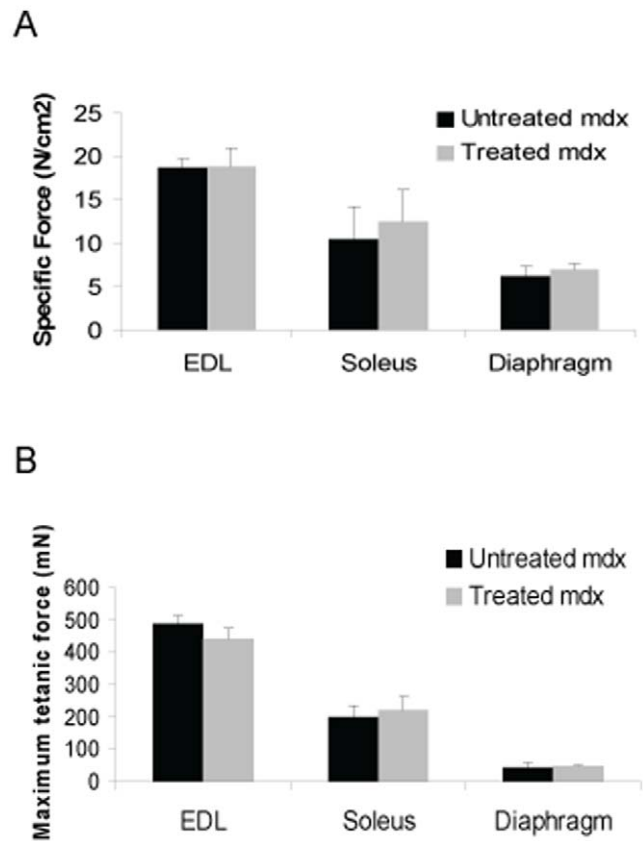 A
Specific Force (N/cm2)
25
20
15
10
5
0
Untreated mdx
Treated mdx
EDL Soleus Diaphragm
B
Maximum tetanic force (mN)
600
500
400
300
200
100
0
Untreated mdx
Treated mdx
EDL Soleus Diaphragm